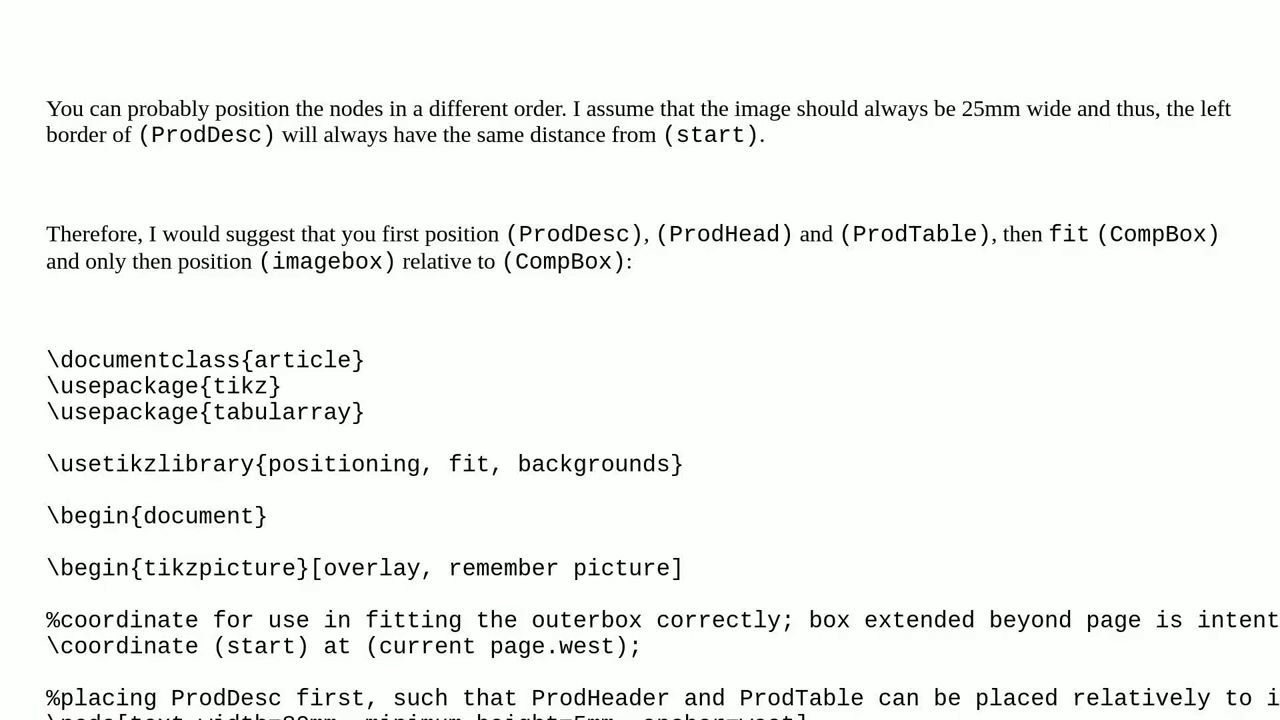 You can probably position the nodes in a different order. I assume that the image should always be 25mm wide and thus, the left
border of (ProdDesc) will always have the same distance from (start).
Therefore, I would suggest that you first position (ProdDesc), (ProdHead) and (ProdTable), then fit (CompBox)
and only then position (imagebox) relative to (CompBox):
\documentclass{article}
\usepackage{tikz}
\usepackage{tabularray}
\usetikzlibrary{positioning, fit, backgrounds}
\begin{document}
\begin{tikzpicture}[overlay, remember picture]
%coordinate for use in fitting the outerbox correctly; box extended beyond page is intent
\coordinate (start) at (current page.west);
%placing ProdDesc first, such that ProdHeader and ProdTable can be placed relatively to i